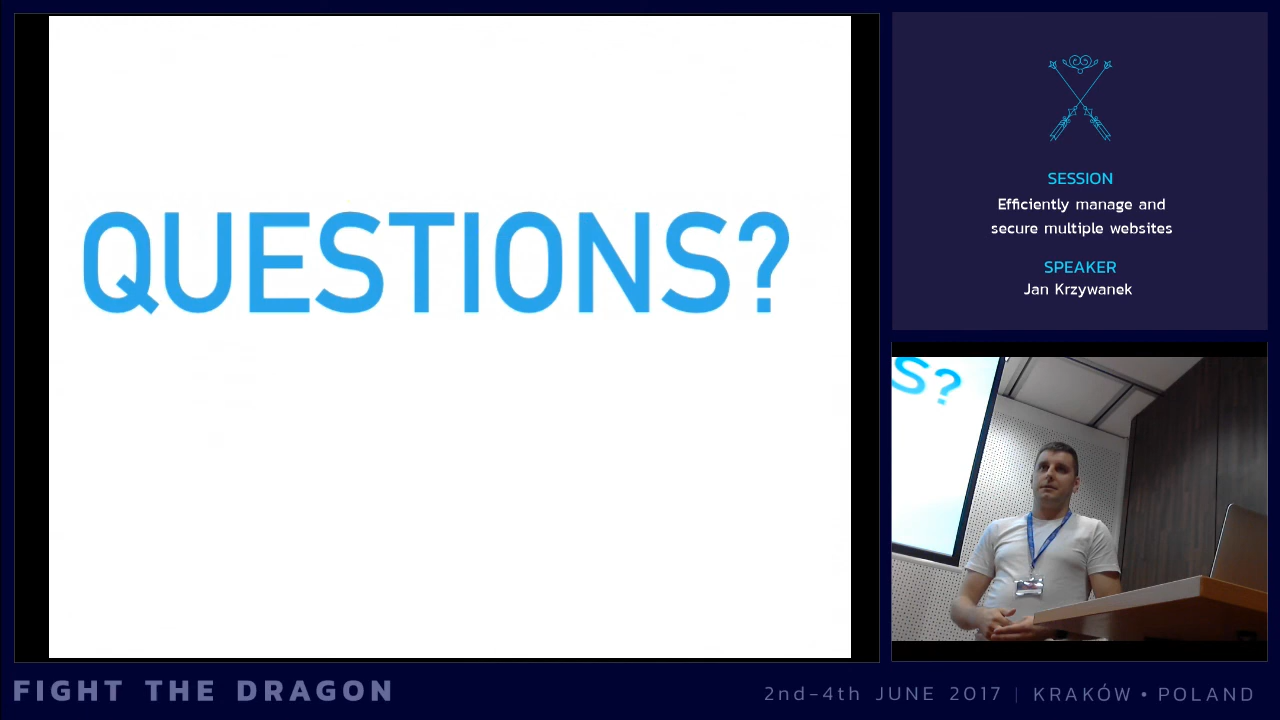 QUESTIONS?
SESSION
Efficiently manage and
secure multiple websites
SPEAKER
Jan Krzywanek
S?
FIGHT THE DRAGON
2nd-4th JUNE 2017 | KRAKÓW • POLAND